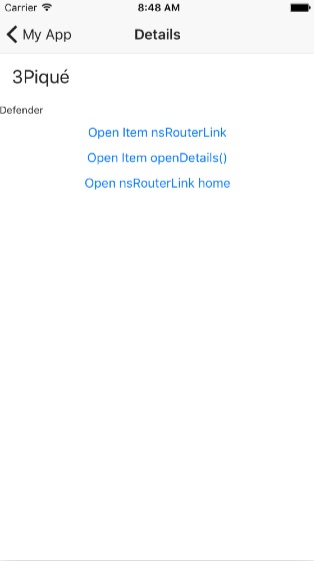 Carrier 8:48 AM
My App Details
3Piqué
Defender
Open Item nsRouterLink
Open Item openDetails()
Open nsRouterLink home